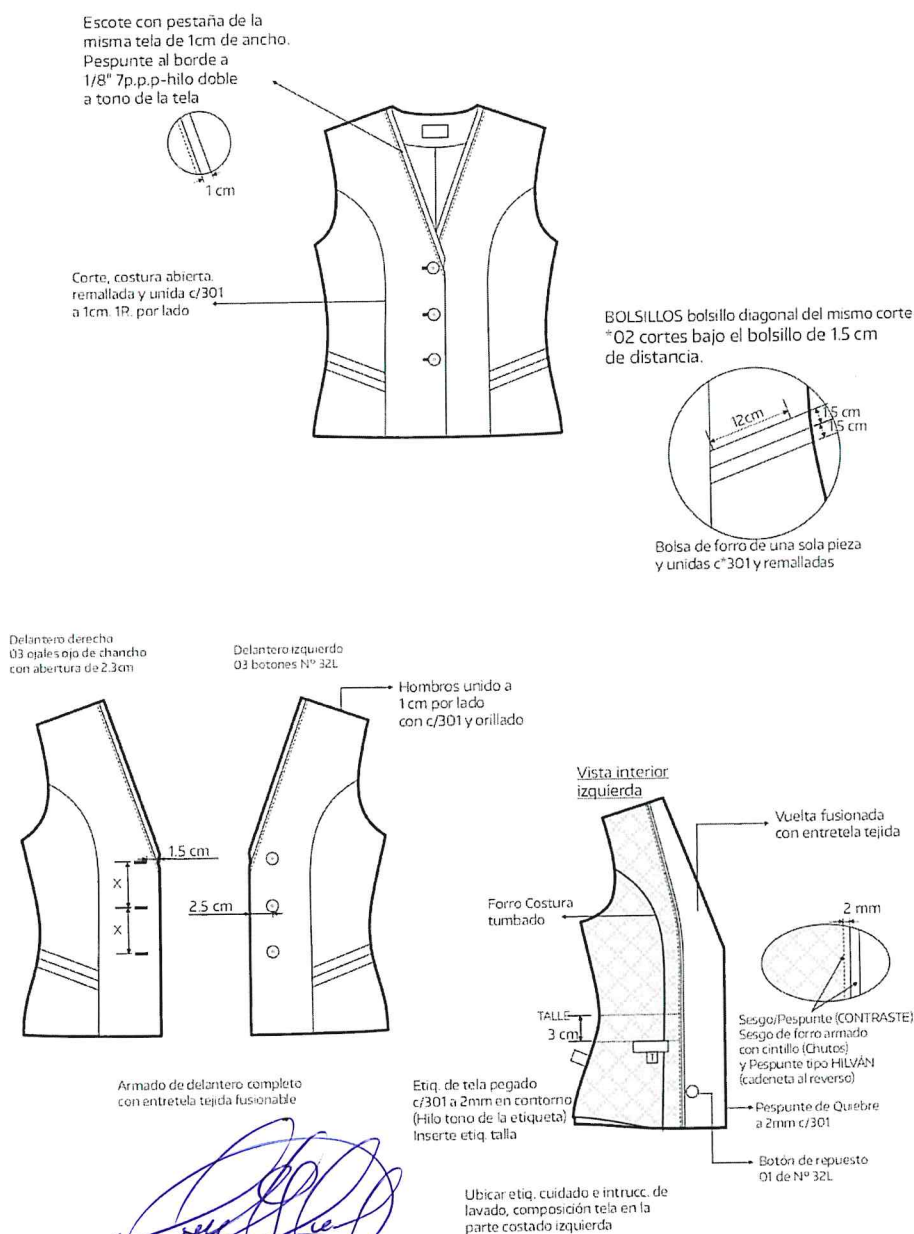 Escote con pestaña de la
misma tela de 1cm de ancho.
Pespunte al borde a
1/8" 7p.p.p-hilo doble
a tono de la tela
1 cm
Corte, costura abierta,
remallada y unida c/301
a 1cm. 1R. por lado
BOLSILLOS bolsillo diagonal del mismo corte
*02 cortes bajo el bolsillo de 1.5 cm
de distancia.
12cm
1.5 cm
1.5 cm
Bolsa de forro de una sola pieza
y unidas c*301 y remalladas
Delantero derecho
03 ojales ojo de chancho
con abertura de 2.3cm
Delantero izquierdo
03 botones Nº 32L
Hombros unido a
1 cm por lado
con c/301 y orillado
1.5 cm
X
X
2.5 cm
Armado de delantero completo
con entretela tejida fusionable
Vista interior
izquierda
Vuelta fusionada
con entretela tejida
Forro Costura
tumbado
2 mm
TALLE
3 cm
T
Sesgo/Pespunte (CONTRASTE)
Sesgo de forro armado
con cintillo (Chutos)
y Pespunte tipo HILVÁN
(cadeneta al reverso)
Etiq. de tela pegado
c/301 a 2mm en contorno
(Hilo tono de la etiqueta)
Inserte etiq. talla
Pespunte de Quiebre
a 2mm c/301
Botón de repuesto
01 de Nº 32L
Ubicar etiq. cuidado e intrucc. de
lavado, composición tela en la
parte costado izquierda